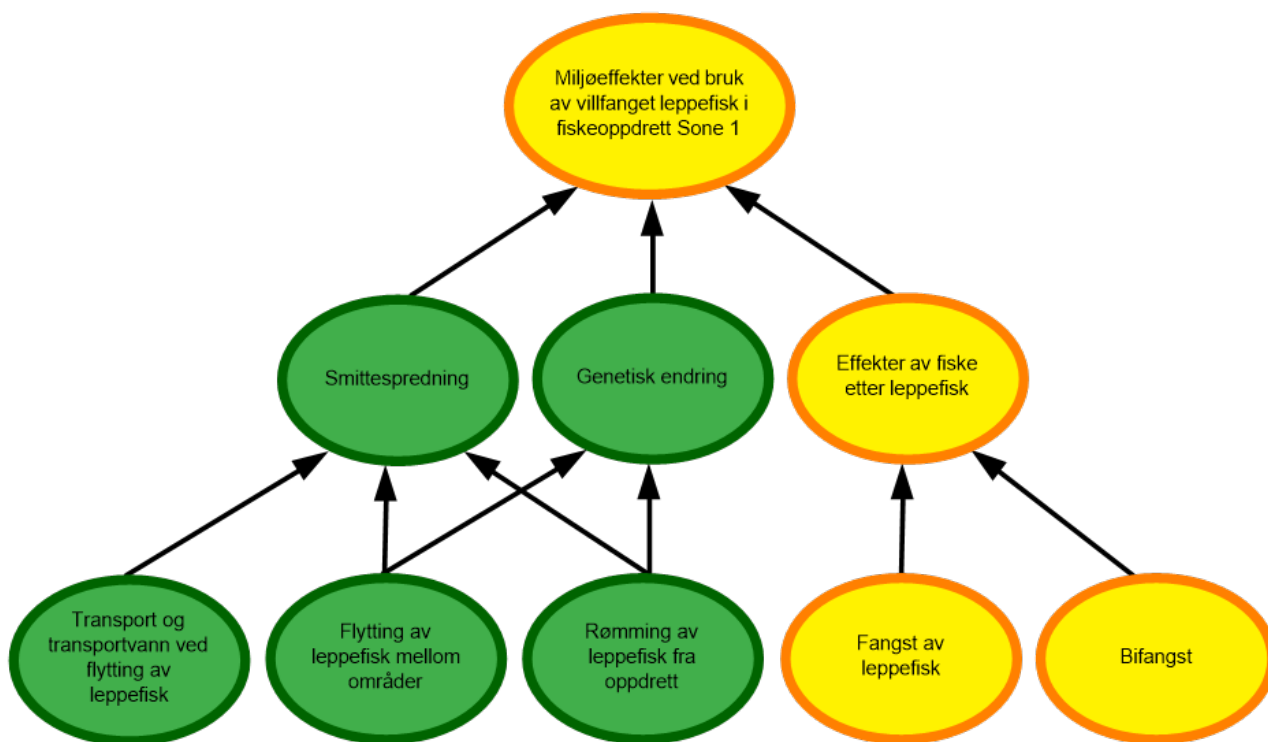 Miljøeffekter ved bruk
av villfanget leppefisk i
fiskeoppdrett Sone 1
Smittespredning
Genetisk endring
Effekter av fiske
etter leppefisk
Transport og
transportvann ved
flytting av
leppefisk
Flytting av
leppefisk mellom
områder
Rømming av
leppefisk fra
oppdrett
Fangst av
leppefisk
Bifangst